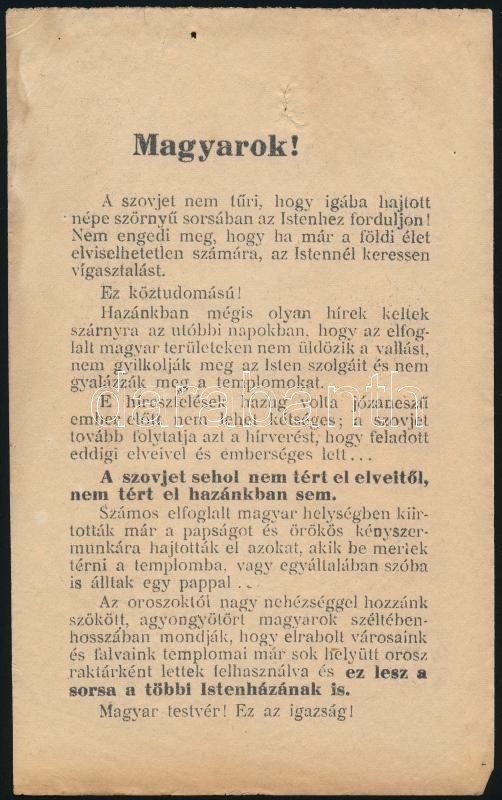 Magyarok!
A szovjet nem tűri, hogy igába hajtott
népe szörnyű sorsában az Istenhez forduljon!
Nem engedi meg, hogy ha már a földi élet
elviselhetetlen számára, az Istennél keressen
vígasztalást.
Ez köztudomású!
Hazánkban mégis olyan hírek keltek
szárnyra az utóbbi napokban, hogy az elfog-
lalt magyar területeken nem üldözik a vallást,
nem gyilkolják meg az Isten szolgáit és nem
gyalázzák meg a templomokat.
E híresztelések hazug volta józaneszű
ember előtt nem lehet kétséges; a szovjet
tovább folytatja azt a hírverést, hogy feladott
eddigi elveivel és emberséges lett...
A szovjet sehol nem tért el elveitől,
nem tért el hazánkban sem.
Számos elfoglalt magyar helységben kiir-
tották már a papságot és örökös kényszer-
munkára hajtották el azokat, akik be mertek
térni a templomba, vagy egyáltalában szóba
is álltak egy pappal...
Az oroszoktól nagy nehézséggel hozzánk
szökött, agyongyötört magyarok széltében-
hosszában mondják, hogy elrabolt városaink
és falvaink templomai már sok helyütt orosz
raktárként lettek felhasználva és ez lesz a
sorsa a többi Istenházának is.
Magyar testvér! Ez az igazság!
darabanth